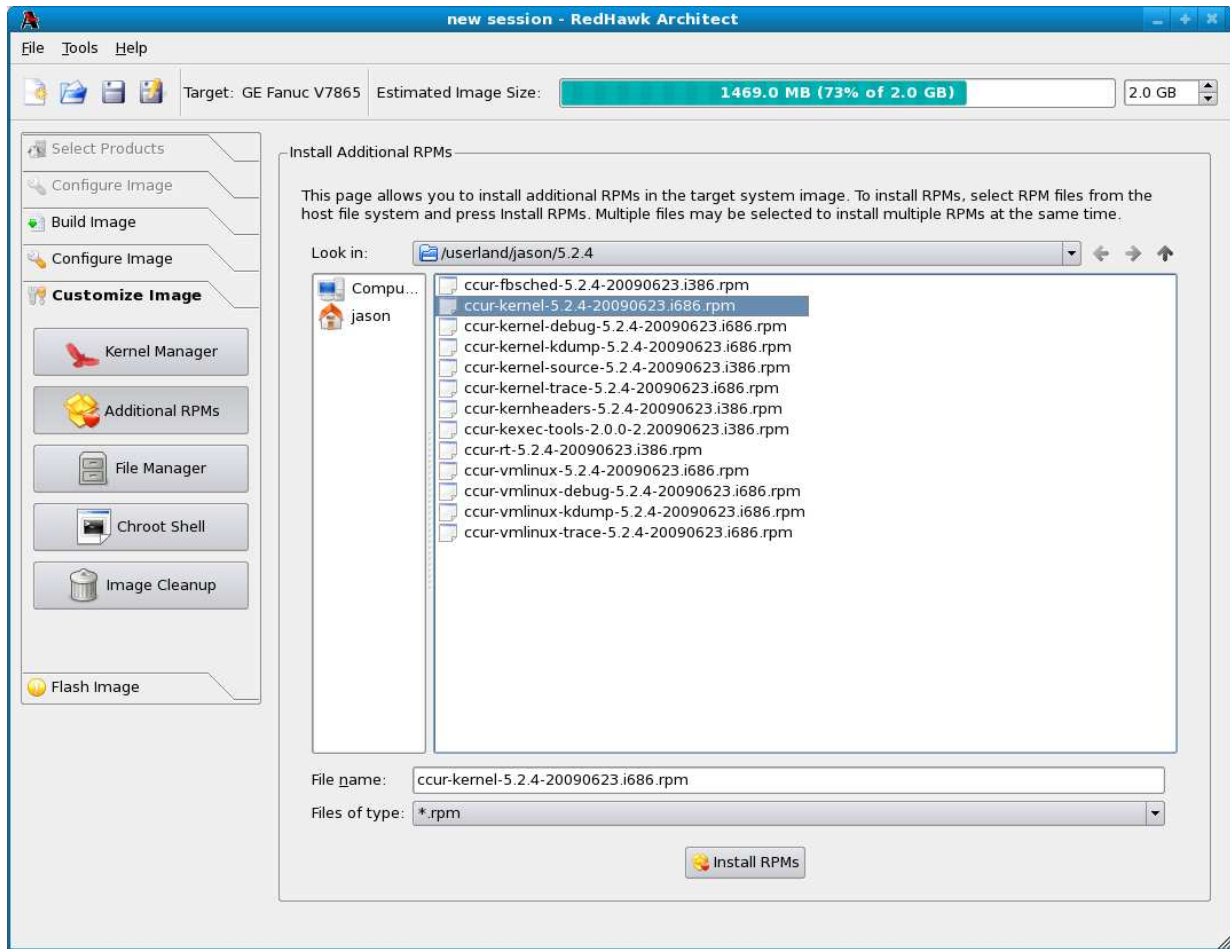 new session - RedHawk Architect
File Tools Help
Target: GE Fanuc V7865 Estimated Image Size: 1469.0 MB (73% of 2.0 GB) 2.0 GB
Select Products
Configure Image
Build Image
Configure Image
Customize Image
Kernel Manager
Additional RPMs
File Manager
Chroot Shell
Image Cleanup
Flash Image
Install Additional RPMs
This page allows you to install additional RPMs in the target system image. To install RPMs, select RPM files from the
host file system and press Install RPMs. Multiple files may be selected to install multiple RPMs at the same time.
Look in: /userland/jason/5.2.4
Compu...
jason
ccur-fbsched-5.2.4-20090623.i386.rpm
ccur-kernel-5.2.4-20090623.i686.rpm
ccur-kernel-debug-5.2.4-20090623.i686.rpm
ccur-kernel-kdump-5.2.4-20090623.i686.rpm
ccur-kernel-source-5.2.4-20090623.i386.rpm
ccur-kernel-trace-5.2.4-20090623.i686.rpm
ccur-kernheaders-5.2.4-20090623.i386.rpm
ccur-kexec-tools-2.0.0-2.20090623.i386.rpm
ccur-rt-5.2.4-20090623.i386.rpm
ccur-vmlinux-5.2.4-20090623.i686.rpm
ccur-vmlinux-debug-5.2.4-20090623.i686.rpm
ccur-vmlinux-kdump-5.2.4-20090623.i686.rpm
ccur-vmlinux-trace-5.2.4-20090623.i686.rpm
File name: ccur-kernel-5.2.4-20090623.i686.rpm
Files of type: *.rpm
Install RPMs